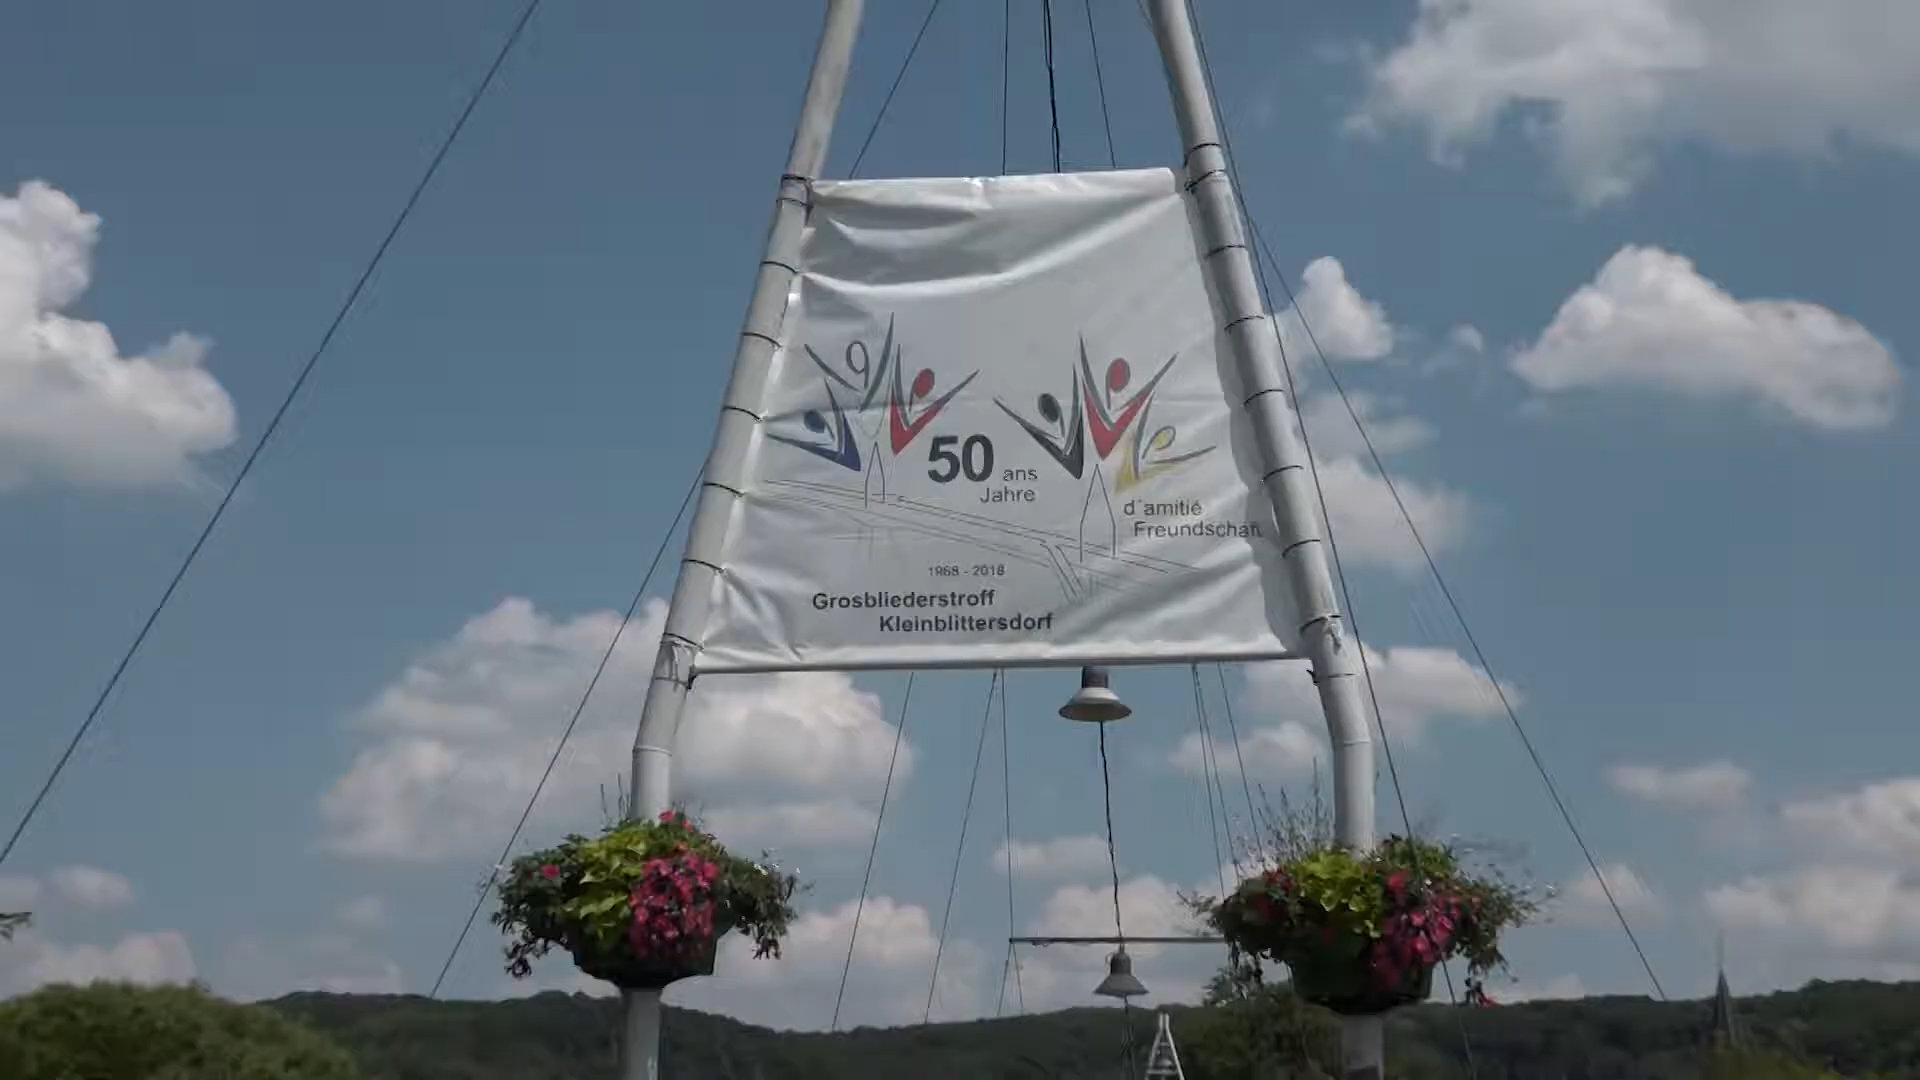 50 ans
Jahre
d'amitié
Freundschaft
1968 - 2018
Grosbliederstroff
Kleinblittersdorf